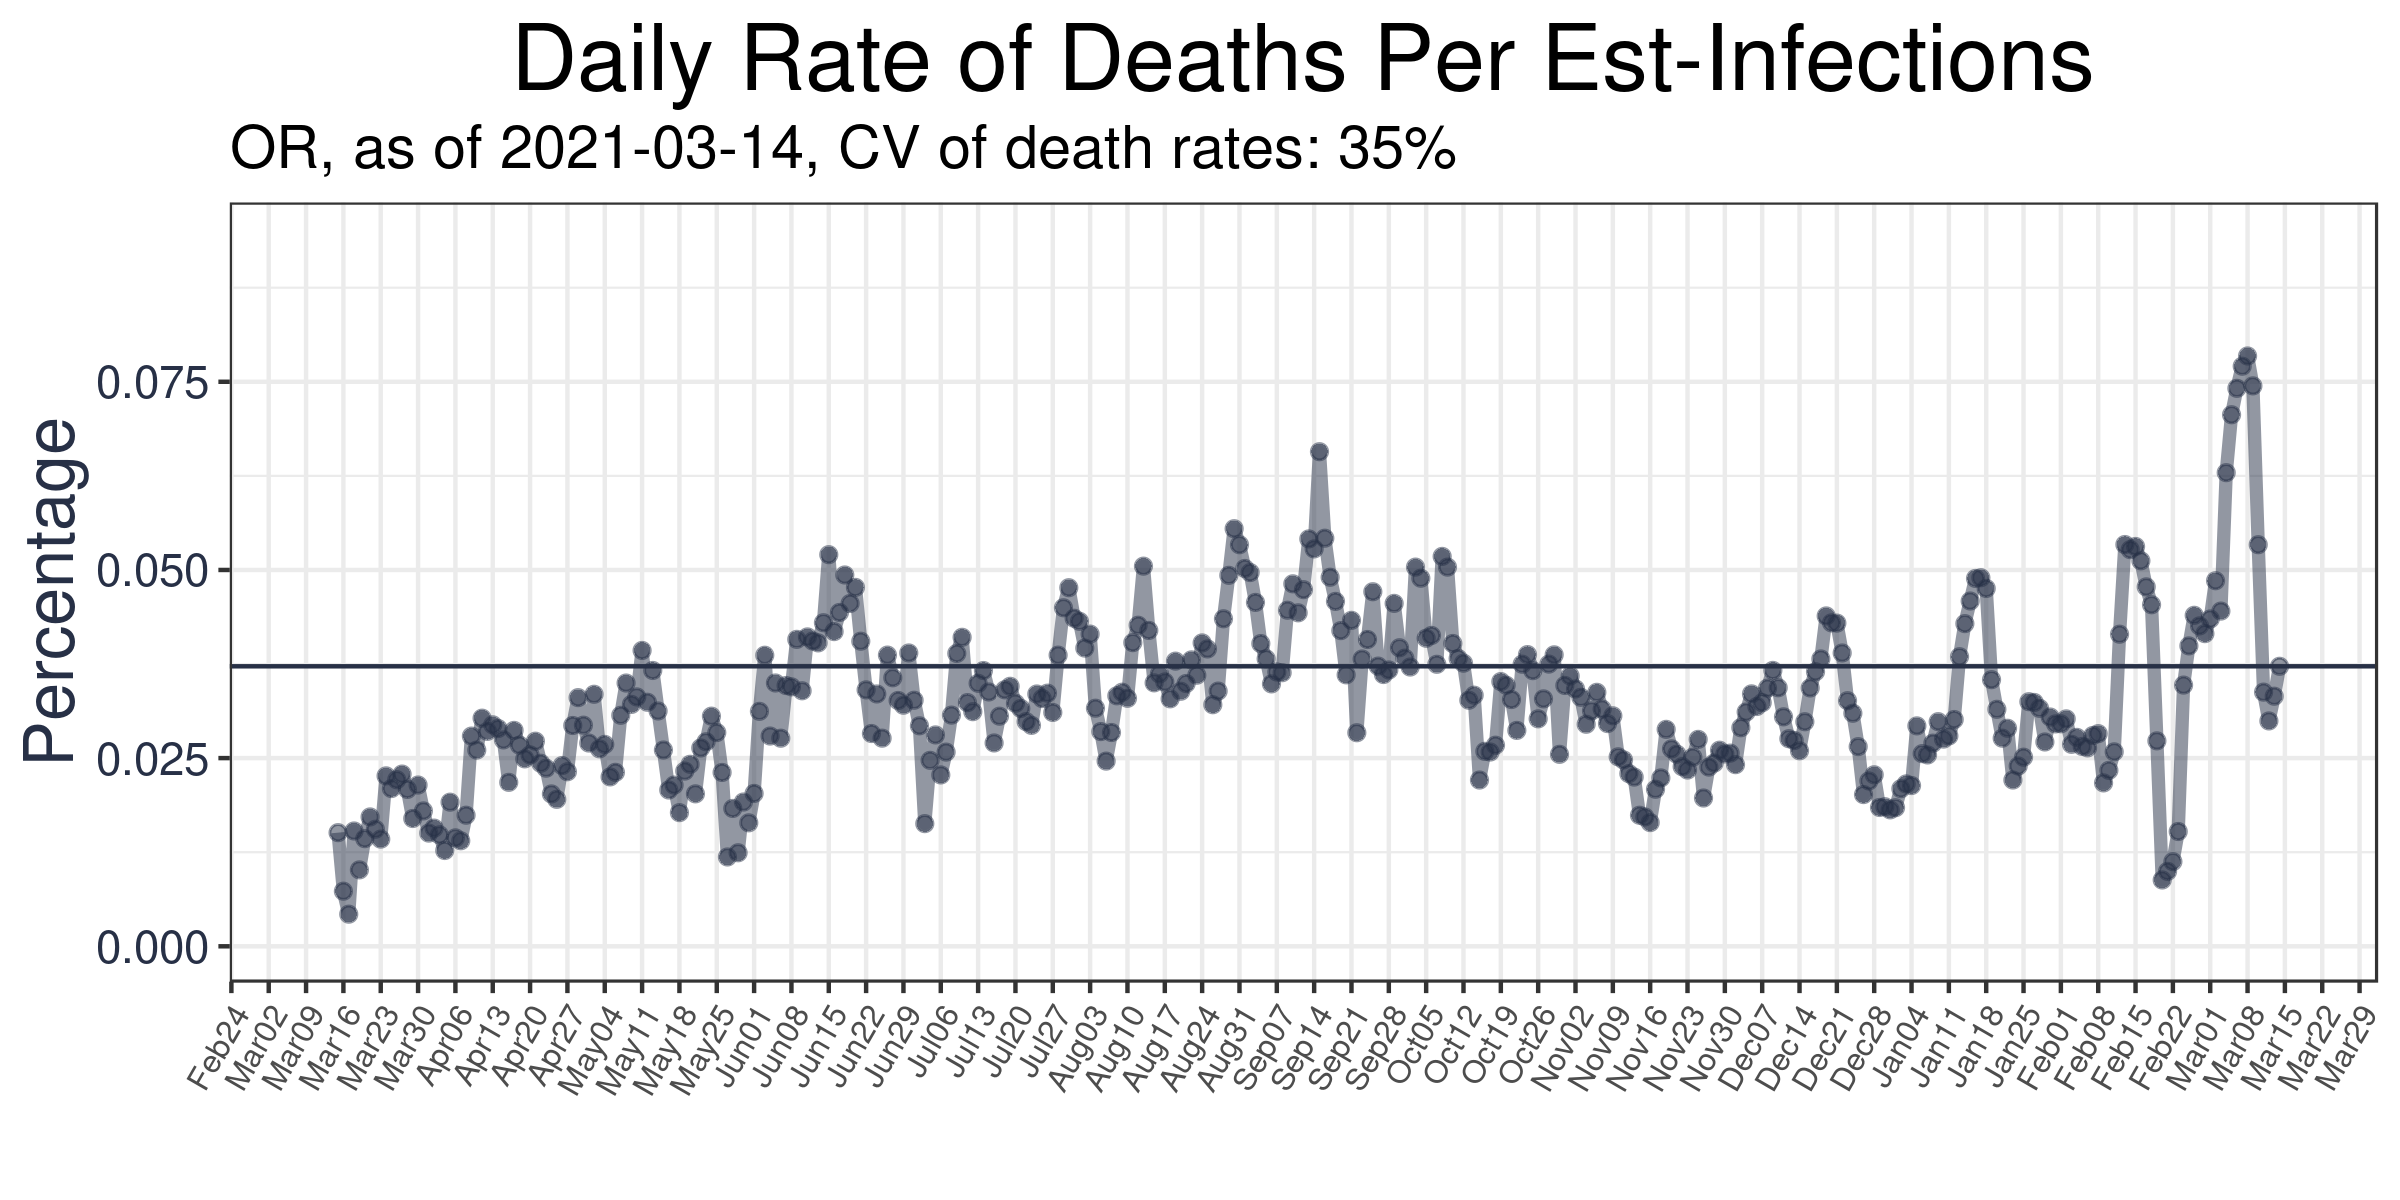 Daily Rate of Deaths Per Est-Infections
OR, as of 2021-03-14, CV of death rates: 35%
Percentage
0.075
0.050
0.025
0.000
Feb24
Mar02
Mar09
Mar16
Mar23
Mar30
Apr06
Apr13
Apr20
Apr27
May04
May11
May18
May25
Jun01
Jun08
Jun15
Jun22
Jun29
Jul06
Jul13
Jul20
Jul27
Aug03
Aug10
Aug17
Aug24
Aug31
Sep07
Sep14
Sep21
Sep28
Oct05
Oct12
Oct19
Oct26
Nov02
Nov09
Nov16
Nov23
Nov30
Dec07
Dec14
Dec21
Dec28
Jan04
Jan11
Jan18
Jan25
Feb01
Feb08
Feb15
Feb22
Mar01
Mar08
Mar15
Mar22
Mar29